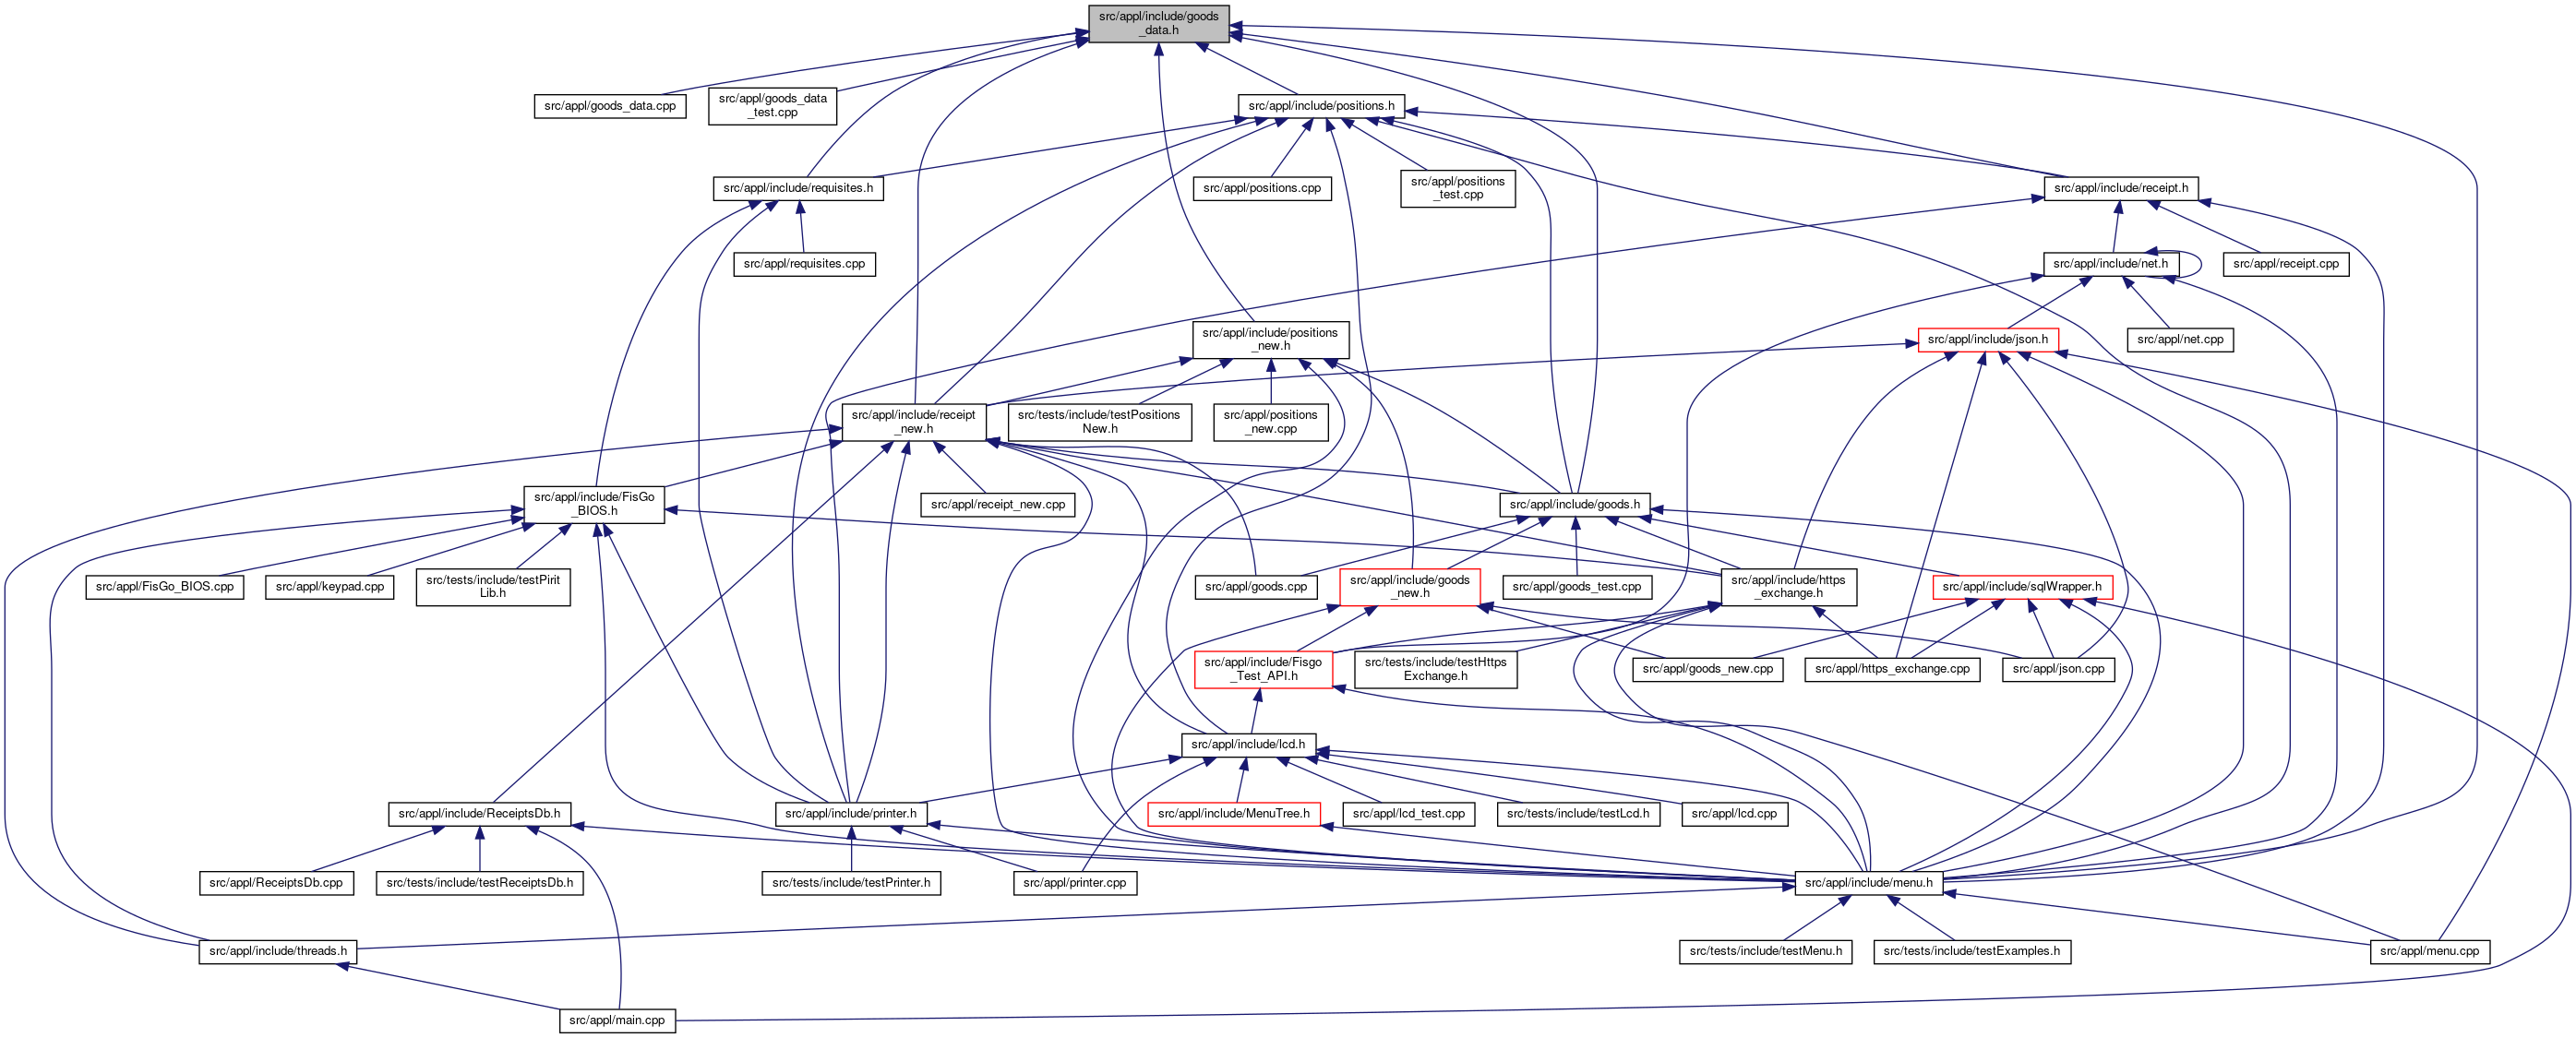 src/appl/include/goods
_data.h
src/appl/goods_data.cpp
src/appl/goods_data
_test.cpp
src/appl/include/positions.h
src/appl/include/requisites.h
src/appl/positions.cpp
src/appl/positions
_test.cpp
src/appl/include/receipt.h
src/appl/requisites.cpp
src/appl/include/net.h
src/appl/receipt.cpp
src/appl/include/positions
_new.h
src/appl/include/json.h
src/appl/net.cpp
src/appl/include/receipt
_new.h
src/tests/include/testPositions
New.h
src/appl/positions
_new.cpp
src/appl/include/FisGo
_BIOS.h
src/appl/receipt_new.cpp
src/appl/include/goods.h
src/appl/FisGo_BIOS.cpp
src/appl/keypad.cpp
src/tests/include/testPirit
Lib.h
src/appl/goods.cpp
src/appl/include/goods
_new.h
src/appl/goods_test.cpp
src/appl/include/https
_exchange.h
src/appl/include/sqlWrapper.h
src/appl/include/Fisgo
_Test_API.h
src/tests/include/testHttps
Exchange.h
src/appl/goods_new.cpp
src/appl/https_exchange.cpp
src/appl/json.cpp
src/appl/include/lcd.h
src/appl/include/ReceiptsDb.h
src/appl/include/printer.h
src/appl/include/MenuTree.h
src/appl/lcd_test.cpp
src/tests/include/testLcd.h
src/appl/lcd.cpp
src/appl/ReceiptsDb.cpp
src/tests/include/testReceiptsDb.h
src/tests/include/testPrinter.h
src/appl/printer.cpp
src/appl/include/menu.h
src/appl/include/threads.h
src/tests/include/testMenu.h
src/tests/include/testExamples.h
src/appl/menu.cpp
src/appl/main.cpp